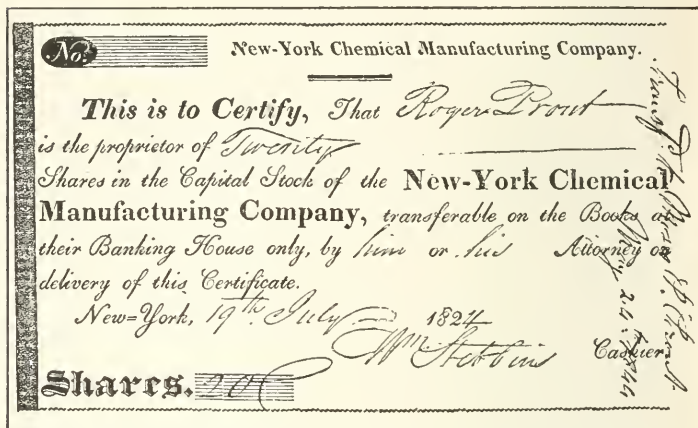 No.
New-York Chemical Manufacturing Company.
This is to Certify, That Roger Prout
is the proprietor of Twenty
Shares in the Capital Stock of the New-York Chemical
Manufacturing Company, transferable on the Books at
their Banking House only, by him or his Attorney on
delivery of this Certificate.
New=York, 19th July 1824
Wm. Stebbins Cashier
Shares. 20
May 24. 1844